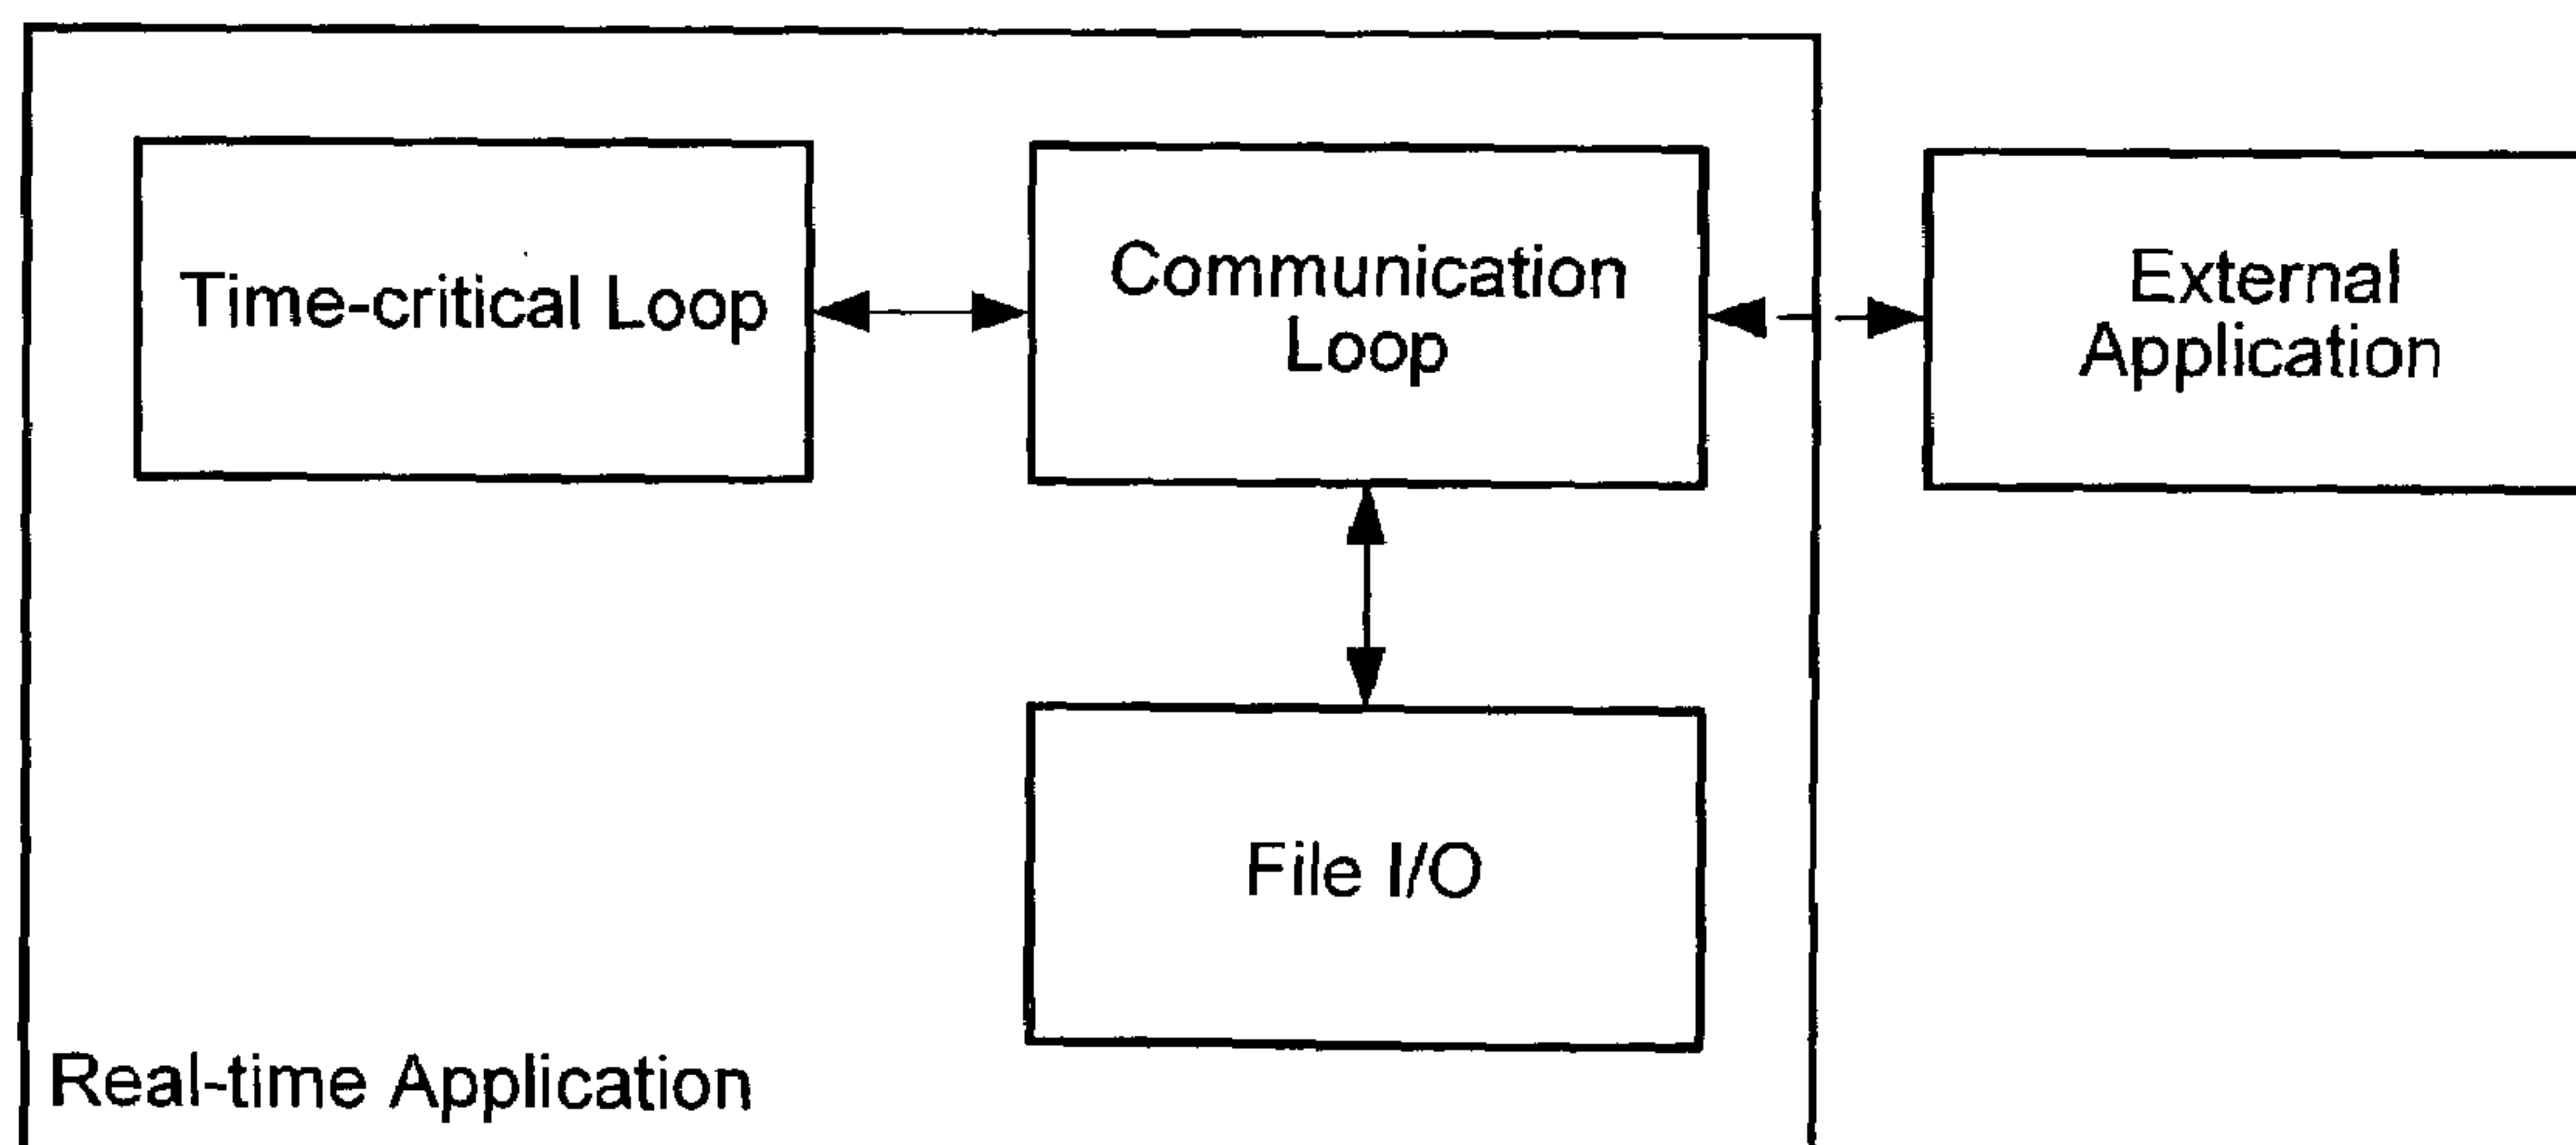 Time-critical Loop
Communication
Loop
External
Application
File I/O
Real-time Application